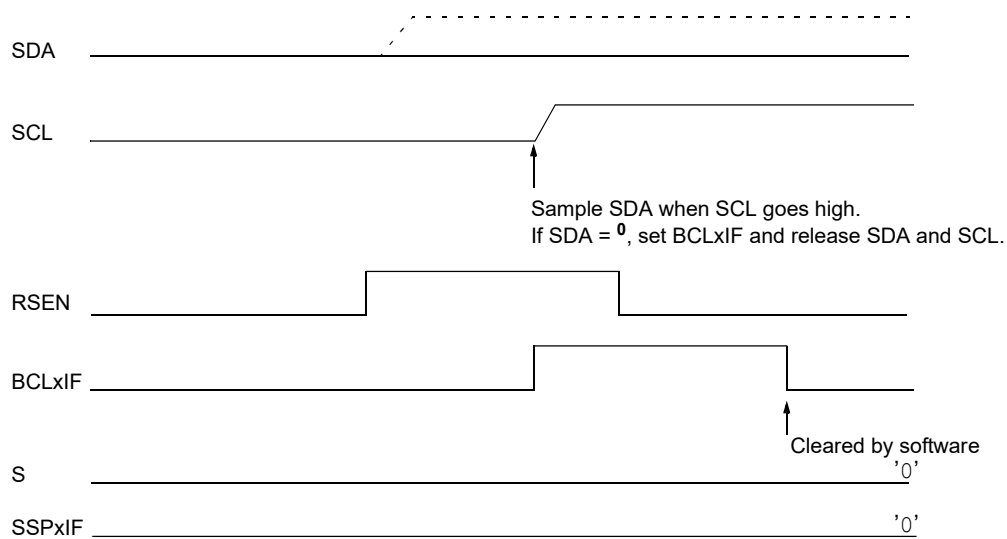 SDA
SCL
Sample SDA when SCL goes high.
If SDA = 0, set BCLxIF and release SDA and SCL.
RSEN
BCLxIF
Cleared by software
S
'0'
SSPxIF
'0'